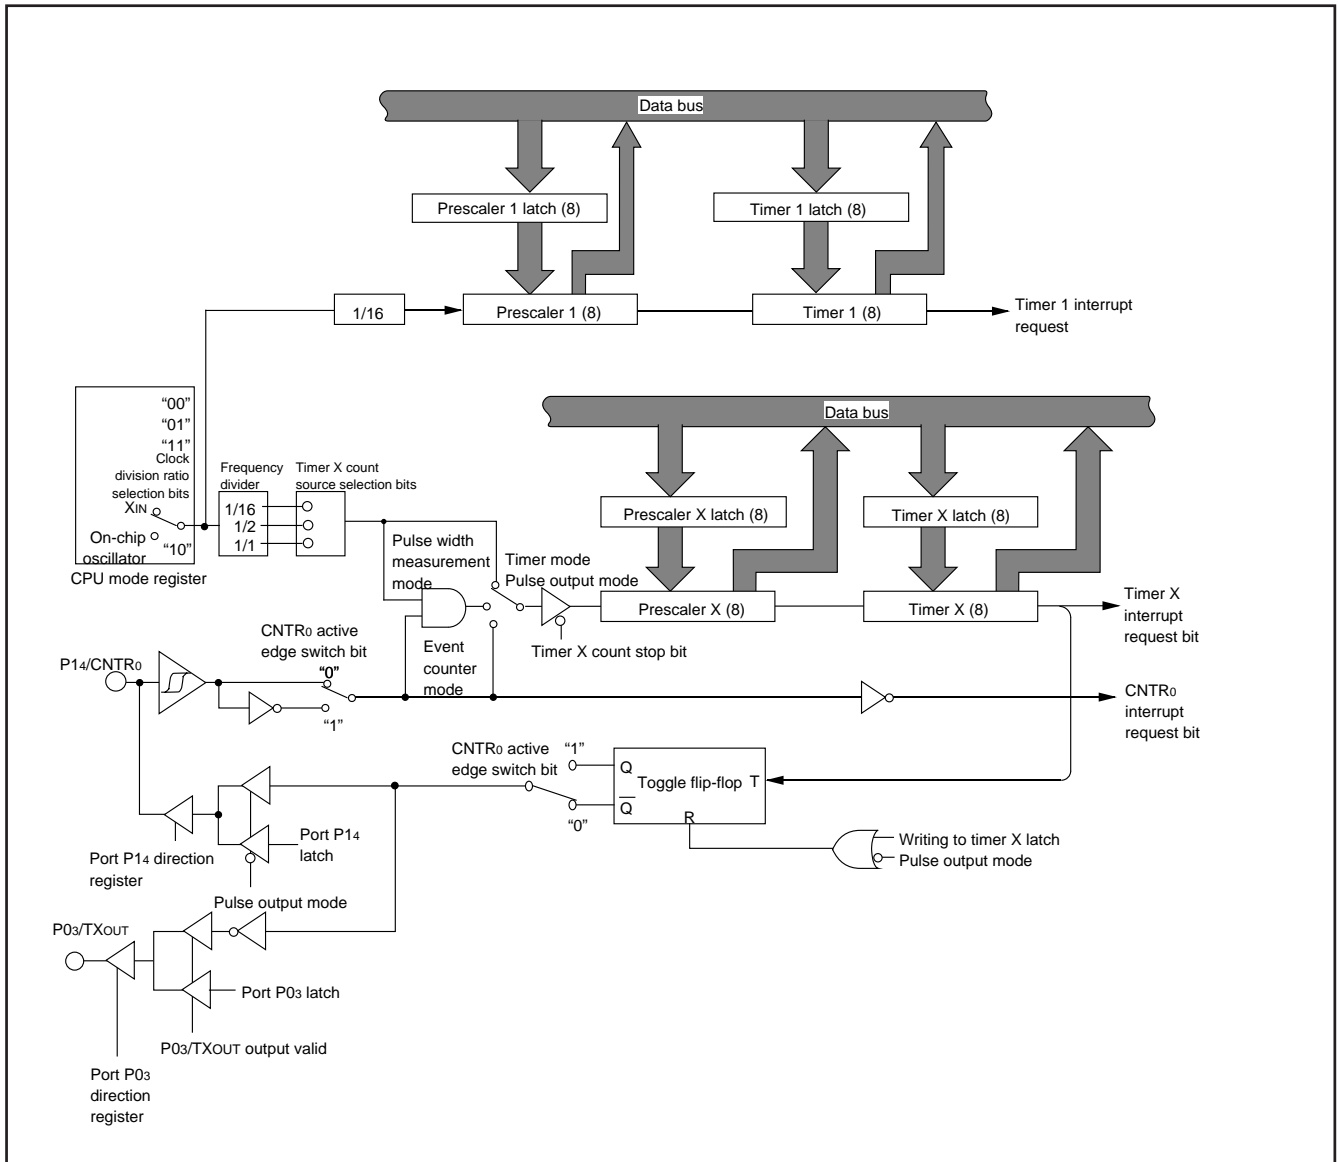 Data bus
Prescaler 1 latch (8)
Timer 1 latch (8)
1/16
Prescaler 1 (8)
Timer 1 (8)
Timer 1 interrupt
request
“00”
“01”
“11”
Clock
division ratio
selection bits
XIN
On-chip
oscillator
“10”
CPU mode register
Frequency
divider
1/16
1/2
1/1
Timer X count
source selection bits
Data bus
Prescaler X latch (8)
Timer X latch (8)
Pulse width
measurement
mode
Timer mode
Pulse output mode
Prescaler X (8)
Timer X (8)
Timer X
interrupt
request bit
Timer X count stop bit
Event
counter
mode
CNTR0 active
edge switch bit
“0”
“1”
P14/CNTR0
CNTR0
interrupt
request bit
CNTR0 active
edge switch bit
“1”
“0”
Q
Toggle flip-flop
T
Q
R
Writing to timer X latch
Pulse output mode
Port P14
latch
Port P14 direction
register
Pulse output mode
P03/TXOUT
Port P03 latch
P03/TXOUT output valid
Port P03
direction
register